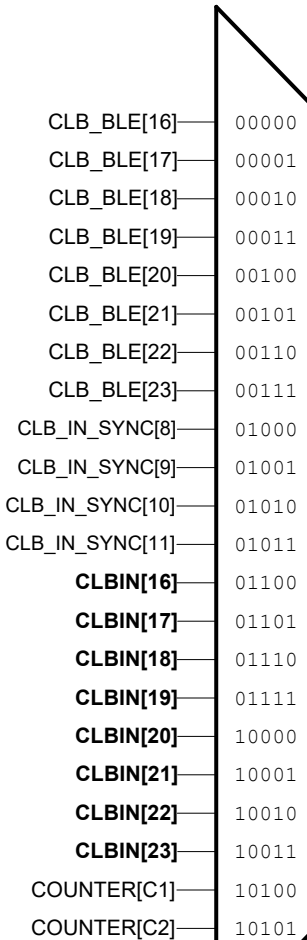 CLB_BLE[16] 00000
CLB_BLE[17] 00001
CLB_BLE[18] 00010
CLB_BLE[19] 00011
CLB_BLE[20] 00100
CLB_BLE[21] 00101
CLB_BLE[22] 00110
CLB_BLE[23] 00111
CLB_IN_SYNC[8] 01000
CLB_IN_SYNC[9] 01001
CLB_IN_SYNC[10] 01010
CLB_IN_SYNC[11] 01011
CLBIN[16] 01100
CLBIN[17] 01101
CLBIN[18] 01110
CLBIN[19] 01111
CLBIN[20] 10000
CLBIN[21] 10001
CLBIN[22] 10010
CLBIN[23] 10011
COUNTER[C1] 10100
COUNTER[C2] 10101